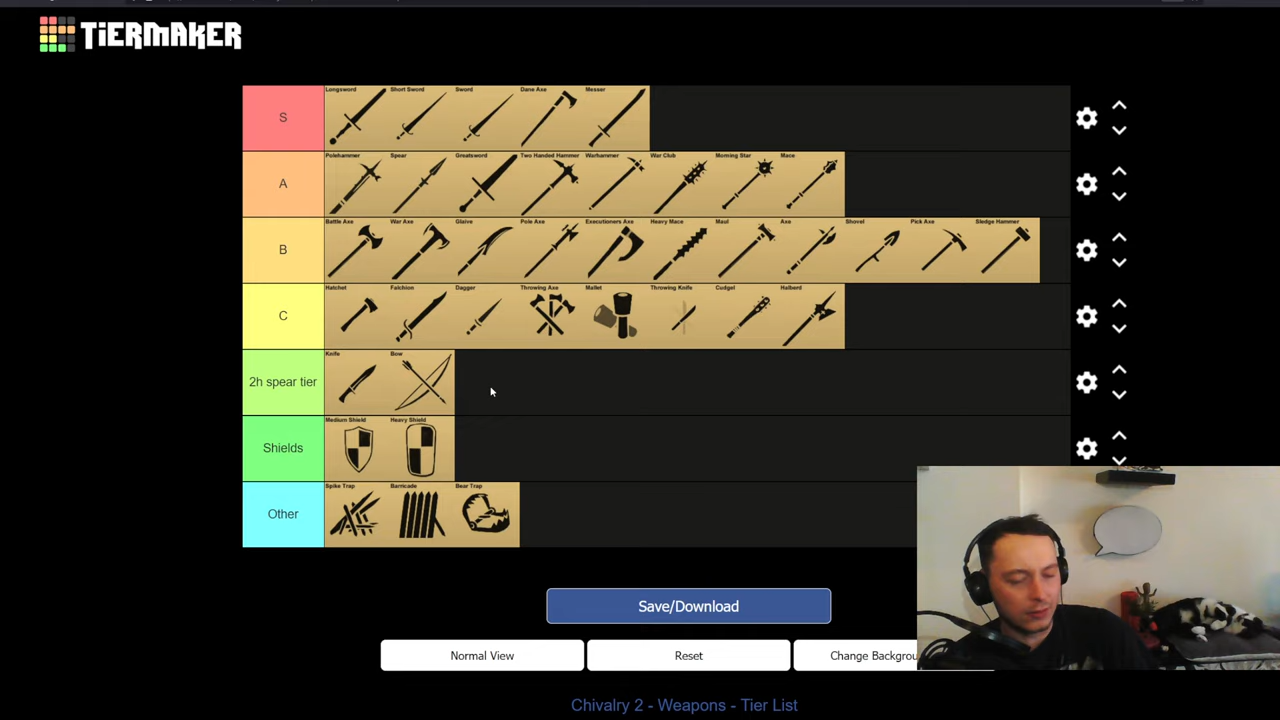 TiERMAKER
S
Longsword Short Sword Sword Dane Axe Messer
A
Polehammer Spear Greatsword Two Handed Hammer Warhammer War Club Morning Star Mace
B
Battle Axe War Axe Glaive Pole Axe Executioners Axe Heavy Mace Maul Axe Shovel Pick Axe Sledge Hammer
C
Hatchet Falchion Dagger Throwing Axe Mallet Throwing Knife Cudgel Halberd
2h spear tier
Knife Bow
Shields
Medium Shield Heavy Shield
Other
Spike Trap Barricade Bear Trap
Save/Download
Normal View
Reset
Change Backgrou
Chivalry 2 - Weapons - Tier List